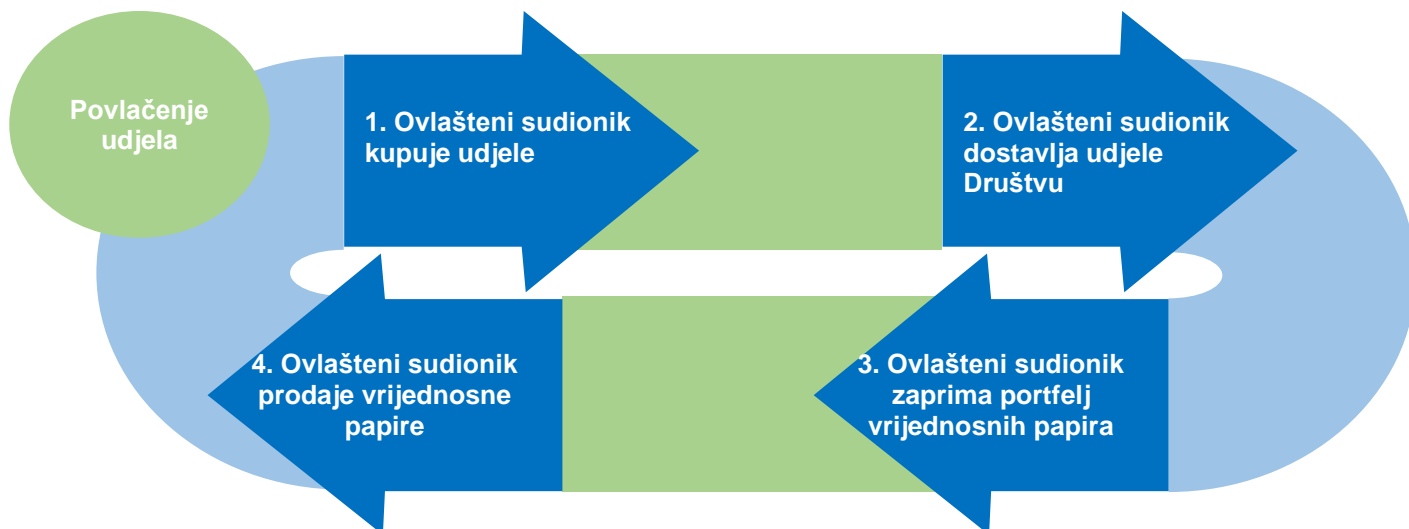 Povlačenje
udjela
1. Ovlašteni sudionik
kupuje udjele
2. Ovlašteni sudionik
dostavlja udjele
Društvu
3. Ovlašteni sudionik
zaprima portfelj
vrijednosnih papira
4. Ovlašteni sudionik
prodaje vrijednosne
papire